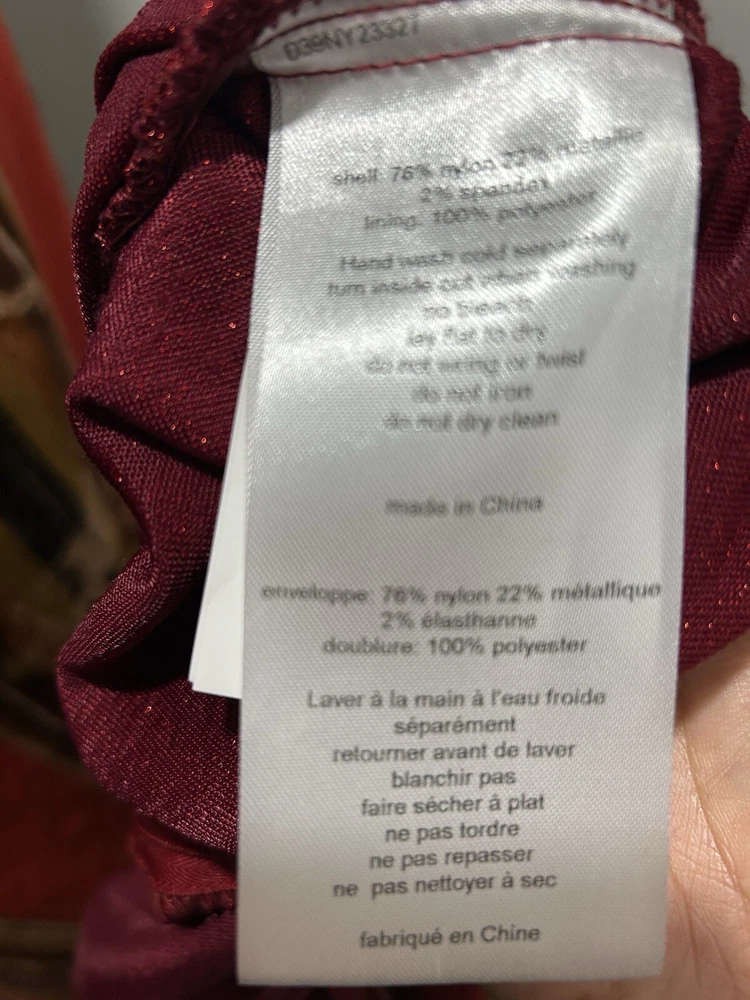 D39NY23327
shell: 76% nylon 22% metallic
2% spandex
lining: 100% polyester
Hand wash cold separately
turn inside out when washing
no bleach
lay flat to dry
do not wring or twist
do not iron
do not dry clean
made in China
enveloppe: 76% nylon 22% métallique
2% élasthanne
doublure: 100% polyester
Laver à la main à l'eau froide
séparément
retourner avant de laver
blanchir pas
faire sécher à plat
ne pas tordre
ne pas repasser
ne pas nettoyer à sec
fabriqué en Chine